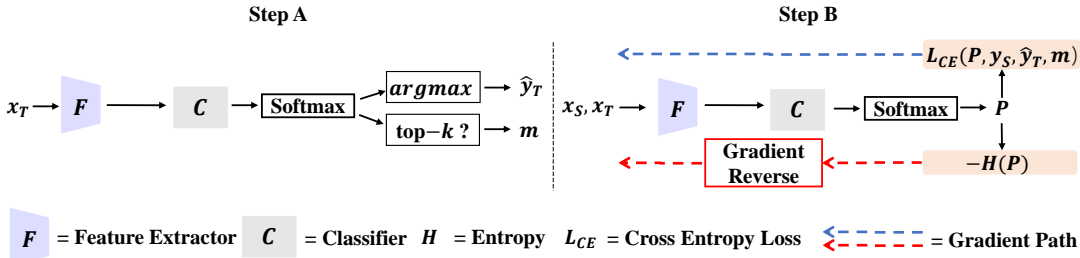 Step A
x_T
F
C
Softmax
argmax
ŷ_T
top−k ?
m
Step B
L_CE(P, y_S, ŷ_T, m)
x_S, x_T
F
C
Softmax
P
Gradient
Reverse
−H(P)
F = Feature Extractor C = Classifier H = Entropy L_CE = Cross Entropy Loss = Gradient Path